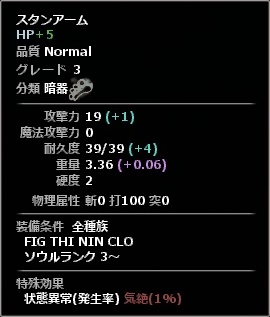 スタンアーム
HP+5
品質 Normal
グレード 3
分類 暗器
攻撃力 19 (+1)
魔法攻撃力 0
耐久度 39/39 (+4)
重量 3.36 (+0.06)
硬度 2
物理属性 斬0 打100 突0
装備条件 全種族
FIG THI NIN CLO
ソウルランク 3～
特殊効果
状態異常(発生率) 気絶(1%)